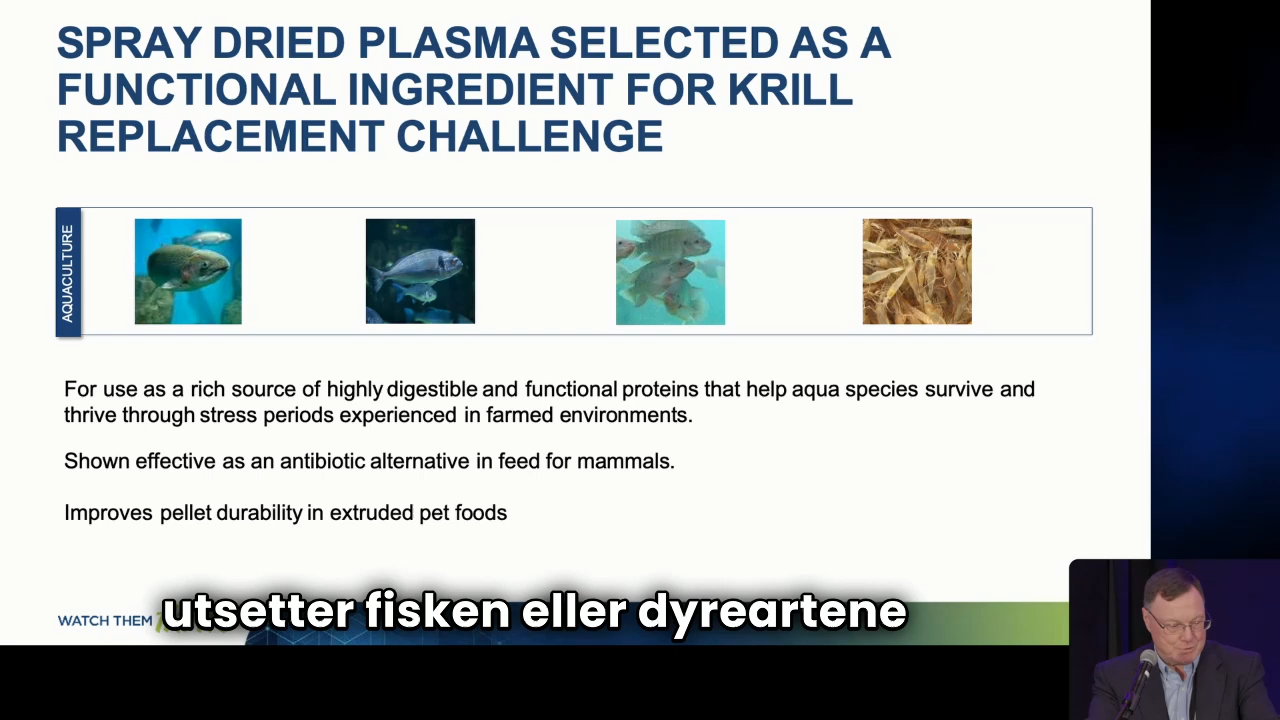 SPRAY DRIED PLASMA SELECTED AS A
FUNCTIONAL INGREDIENT FOR KRILL
REPLACEMENT CHALLENGE
AQUACULTURE
For use as a rich source of highly digestible and functional proteins that help aqua species survive and
thrive through stress periods experienced in farmed environments.
Shown effective as an antibiotic alternative in feed for mammals.
Improves pellet durability in extruded pet foods
utsetter fisken eller dyreartene
WATCH THEM